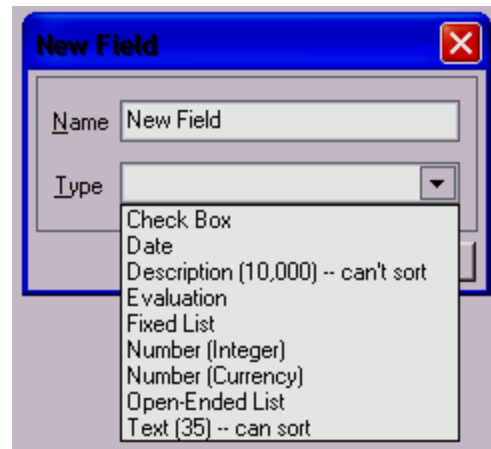 New Field
Name New Field
Type
Check Box
Date
Description (10,000) -- can't sort
Evaluation
Fixed List
Number (Integer)
Number (Currency)
Open-Ended List
Text (35) -- can sort